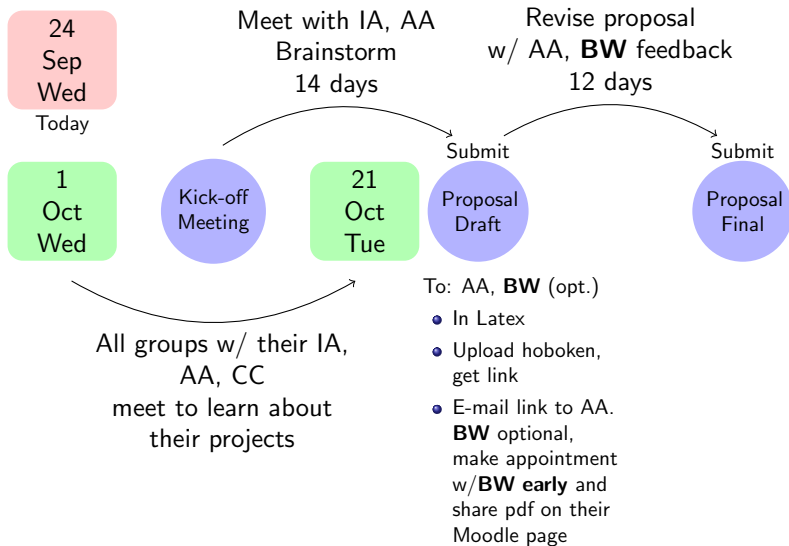 24
Sep
Wed
Today
Meet with IA, AA
Brainstorm
14 days
Revise proposal
w/ AA, BW feedback
12 days
1
Oct
Wed
Kick-off
Meeting
21
Oct
Tue
Submit
Proposal
Draft
Submit
Proposal
Final
All groups w/ their IA,
AA, CC
meet to learn about
their projects
To: AA, BW (opt.)
In Latex
Upload hoboken,
get link
E-mail link to AA.
BW optional,
make appointment
w/BW early and
share pdf on their
Moodle page